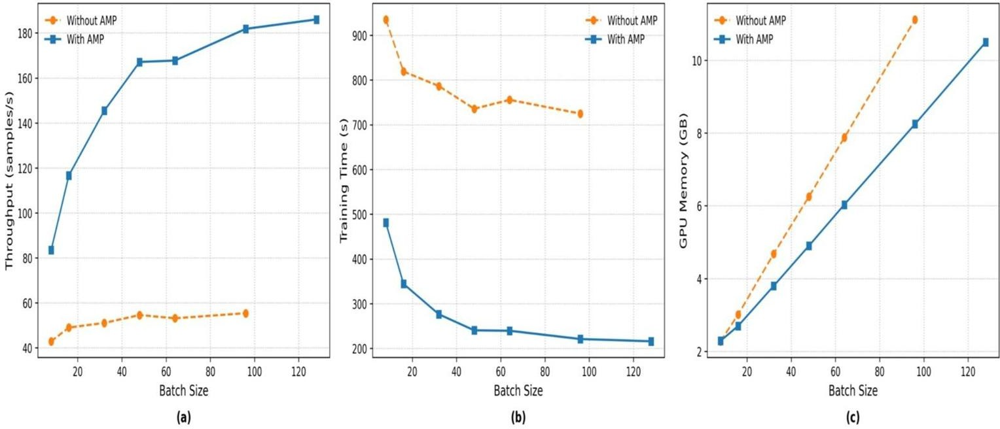 Without AMP
With AMP
Throughput (samples/s)
180
160
140
120
100
80
60
40
20 40 60 80 100 120
Batch Size
(a)
Without AMP
With AMP
Training Time (s)
900
800
700
600
500
400
300
200
20 40 60 80 100 120
Batch Size
(b)
Without AMP
With AMP
GPU Memory (GB)
10
8
6
4
2
20 40 60 80 100 120
Batch Size
(c)